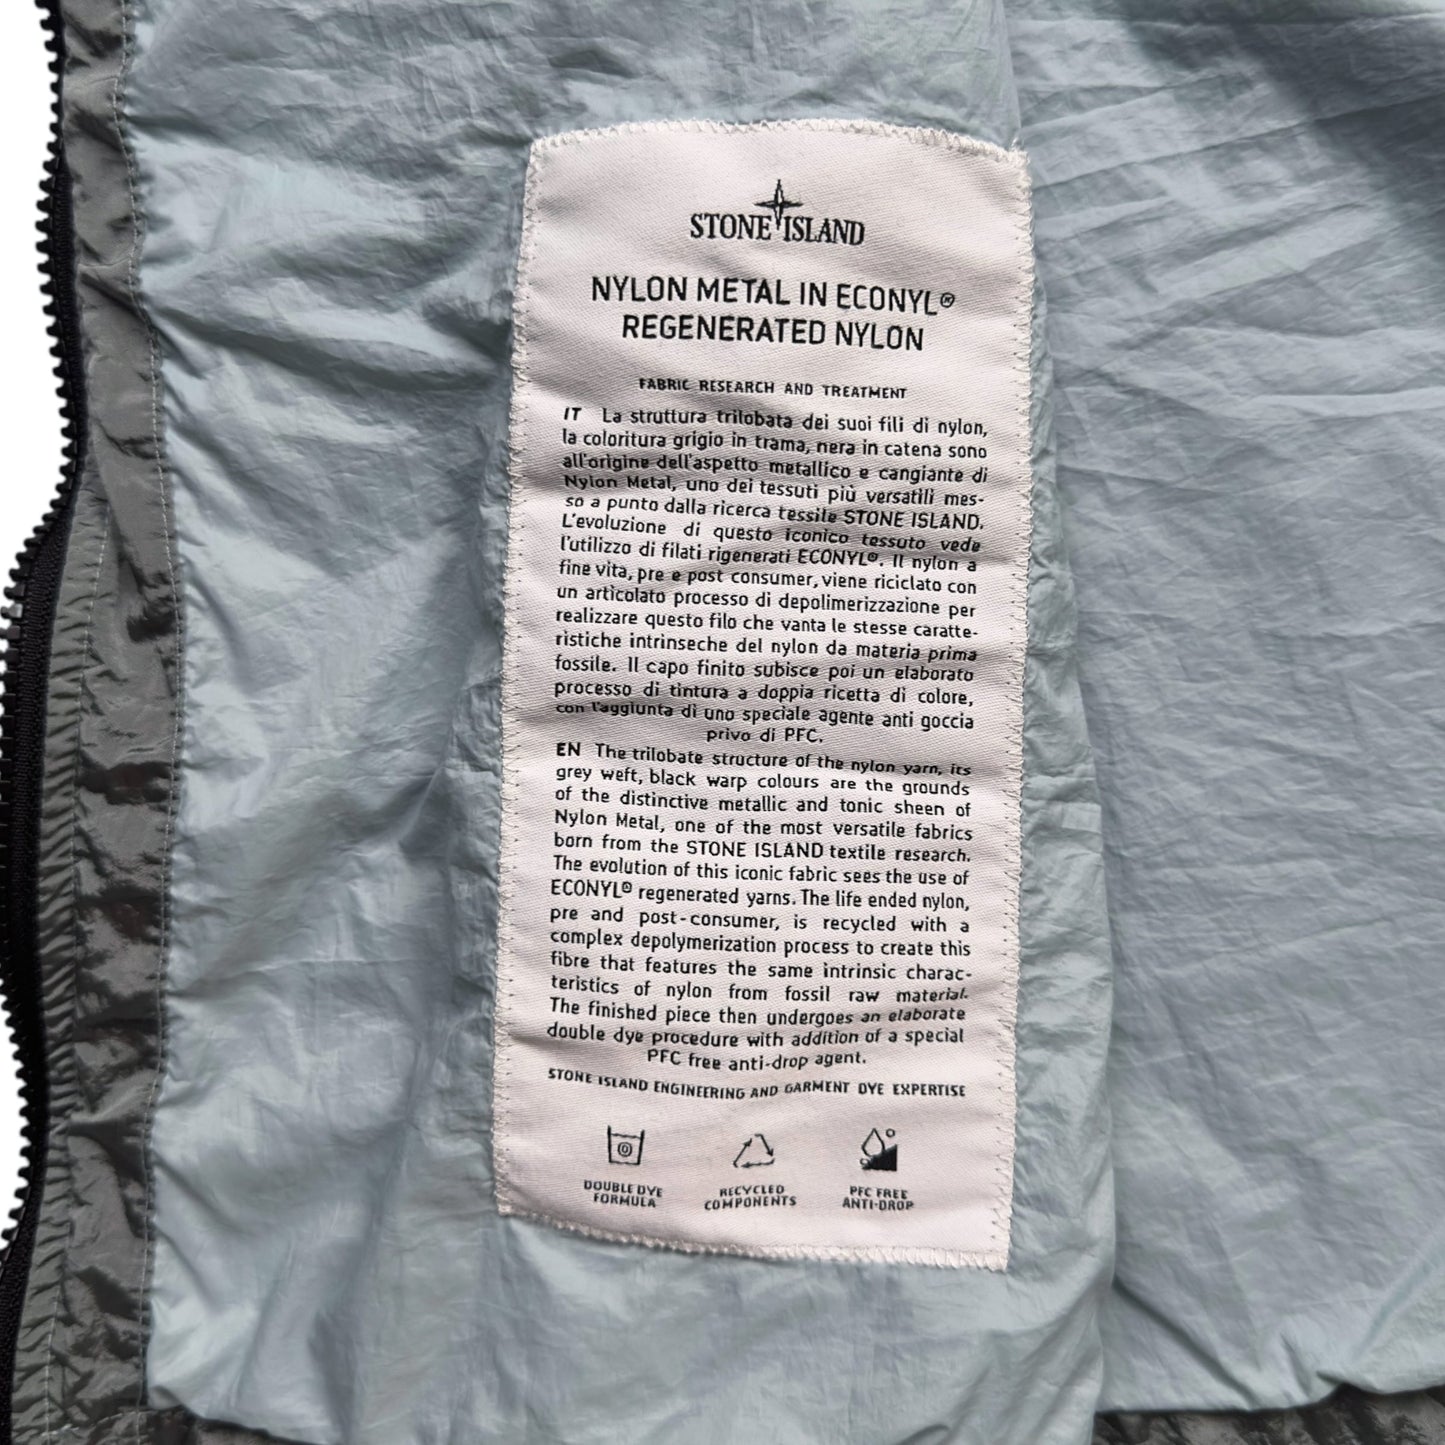 STONE ISLAND
NYLON METAL IN ECONYL®
REGENERATED NYLON
FABRIC RESEARCH AND TREATMENT
IT La struttura trilobata dei suoi fili di nylon,
la coloritura grigio in trama, nera in catena sono
all'origine dell'aspetto metallico e cangiante di
Nylon Metal, uno dei tessuti più versatili mes-
so a punto dalla ricerca tessile STONE ISLAND.
L'evoluzione di questo iconico tessuto vede
l'utilizzo di filati rigenerati ECONYL®. Il nylon a
fine vita, pre e post consumer, viene riciclato con
un articolato processo di depolimerizzazione per
realizzare questo filo che vanta le stesse caratte-
ristiche intrinseche del nylon da materia prima
fossile. Il capo finito subisce poi un elaborato
processo di tintura a doppia ricetta di colore,
con l'aggiunta di uno speciale agente anti goccia
privo di PFC.
EN The trilobate structure of the nylon yarn, its
grey weft, black warp colours are the grounds
of the distinctive metallic and tonic sheen of
Nylon Metal, one of the most versatile fabrics
born from the STONE ISLAND textile research.
The evolution of this iconic fabric sees the use of
ECONYL® regenerated yarns. The life ended nylon,
pre and post-consumer, is recycled with a
complex depolymerization process to create this
fibre that features the same intrinsic charac-
teristics of nylon from fossil raw material.
The finished piece then undergoes an elaborate
double dye procedure with addition of a special
PFC free anti-drop agent.
STONE ISLAND ENGINEERING AND GARMENT DYE EXPERTISE
DOUBLE DYE
FORMULA
RECYCLED
COMPONENTS
PFC FREE
ANTI-DROP